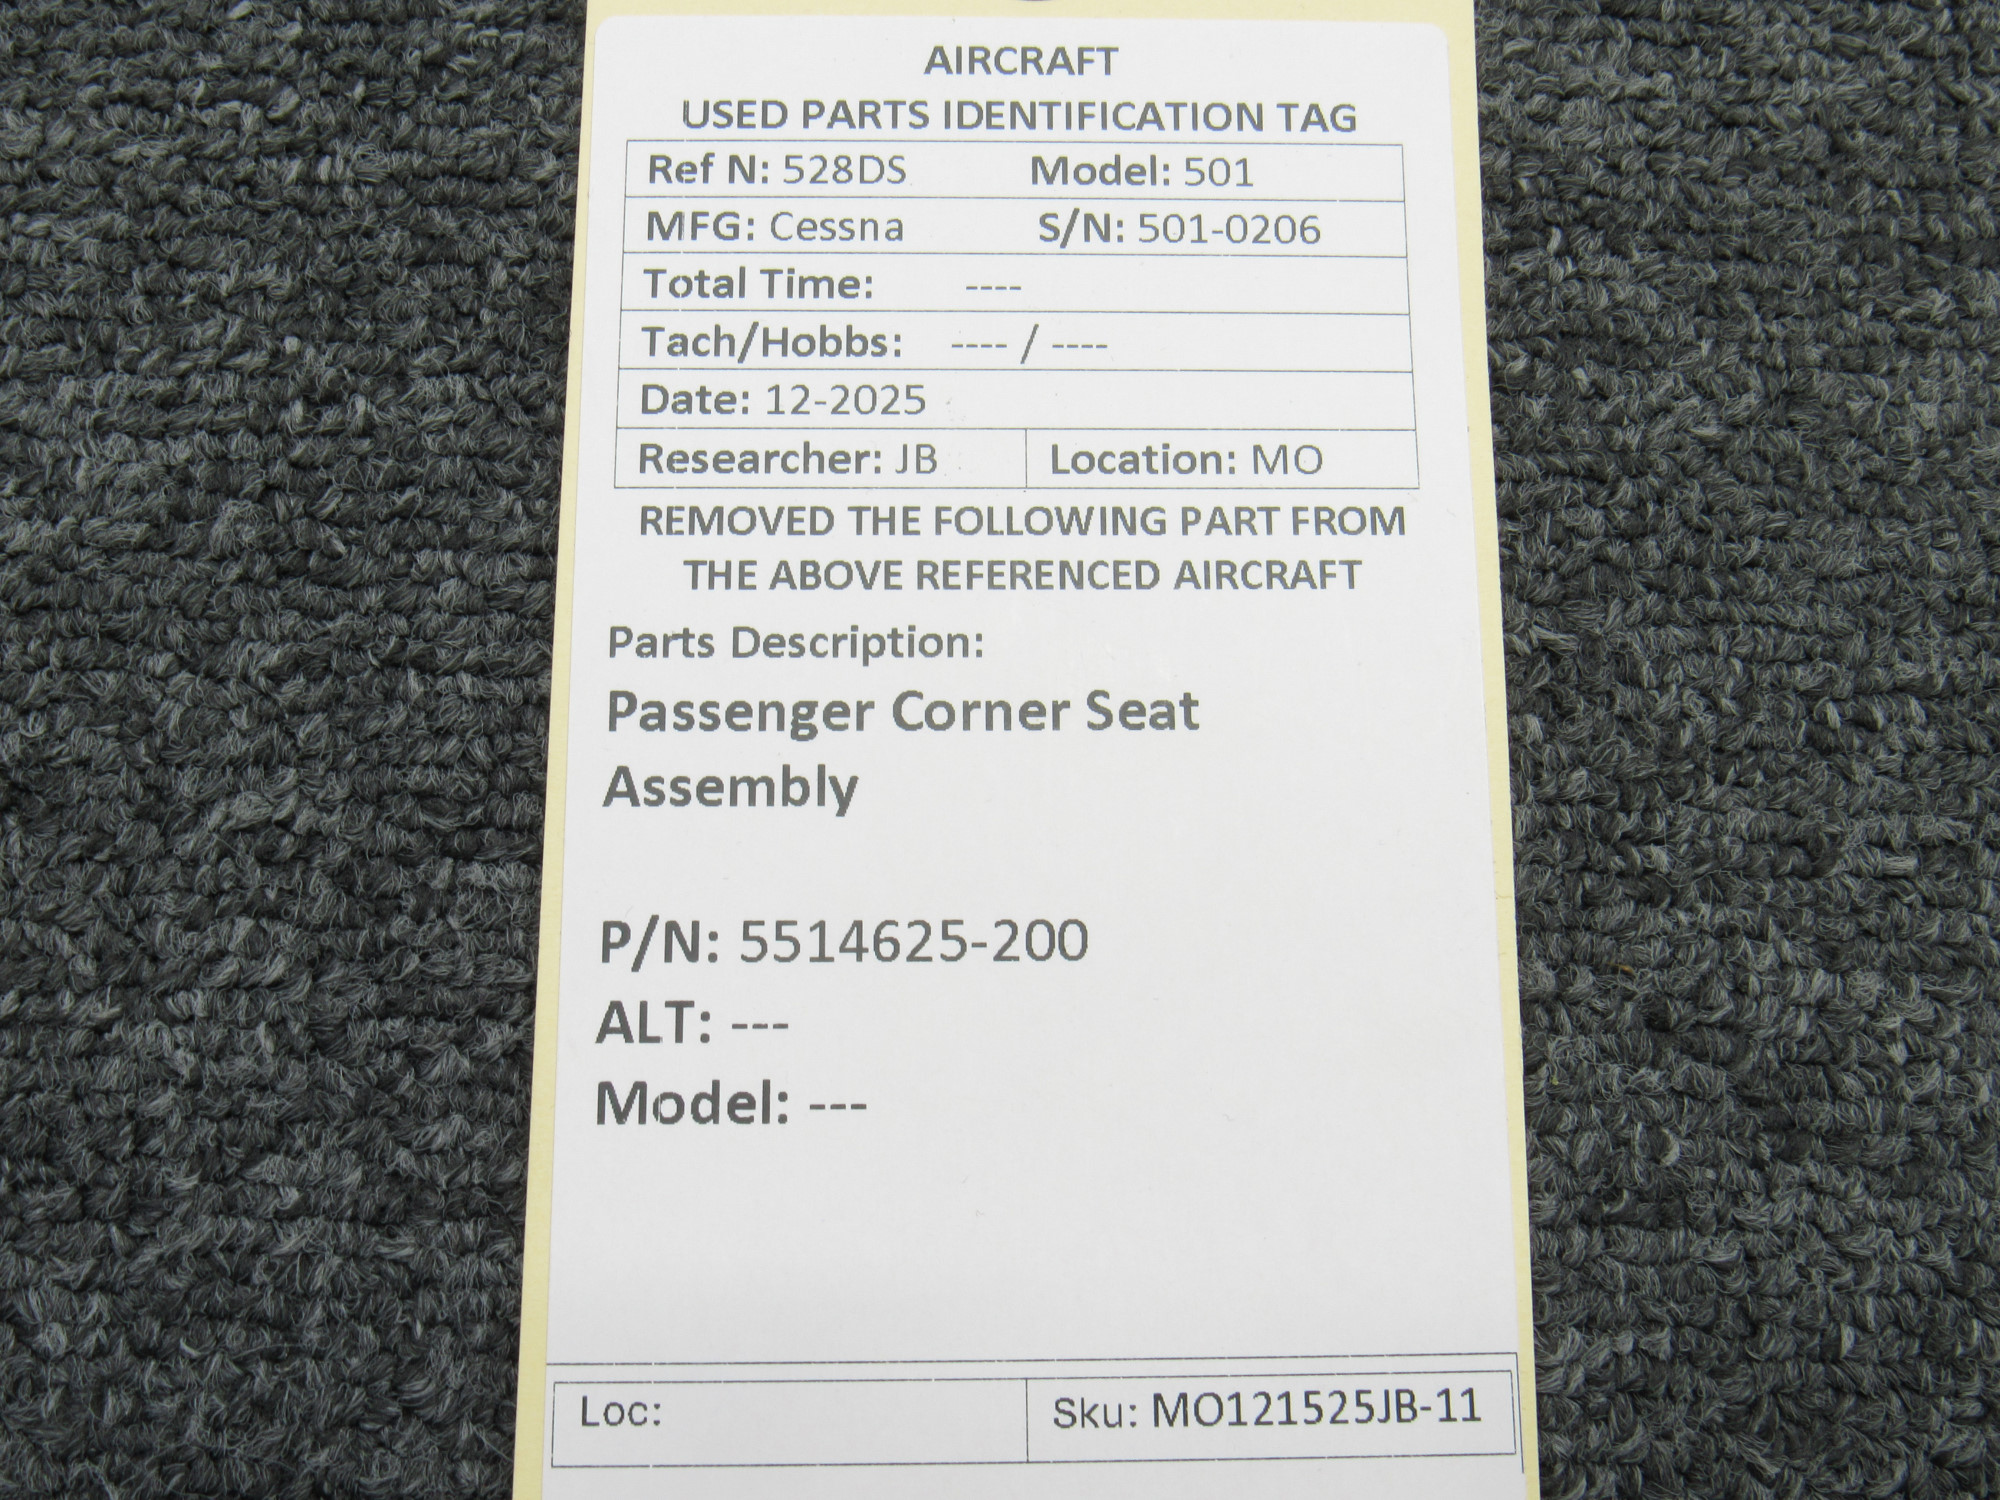 AIRCRAFT
USED PARTS IDENTIFICATION TAG
Ref N: 528DS Model: 501
MFG: Cessna S/N: 501-0206
Total Time: ----
Tach/Hobbs: ---- / ----
Date: 12-2025
Researcher: JB Location: MO
REMOVED THE FOLLOWING PART FROM
THE ABOVE REFERENCED AIRCRAFT
Parts Description:
Passenger Corner Seat
Assembly
P/N: 5514625-200
ALT: ---
Model: ---
Loc: Sku: MO121525JB-11